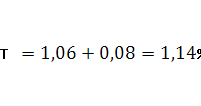 т = 1,06 + 0,08 = 1,14%